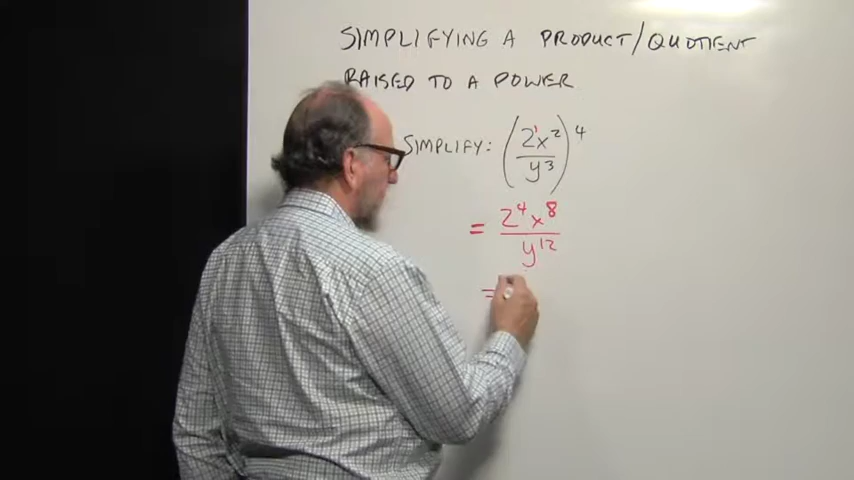 SIMPLIFYING A PRODUCT/QUOTIENT
RAISED TO A POWER
SIMPLIFY: (2¹x²/y³)⁴
= 2⁴x⁸/y¹²
=